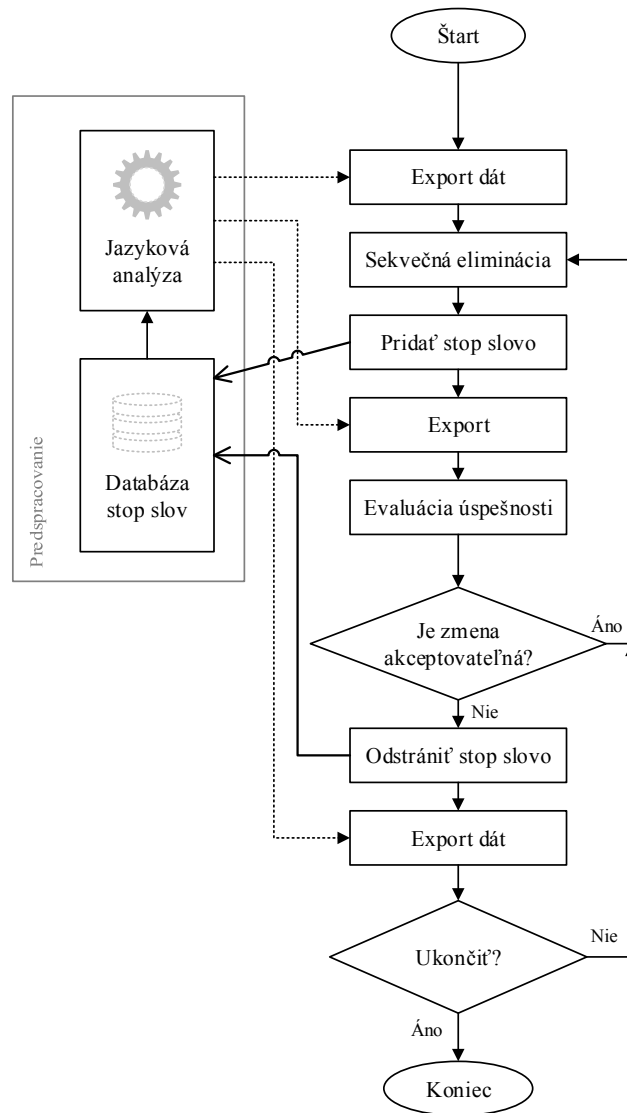 Štart
Export dát
Sekvečná eliminácia
Pridať stop slovo
Export
Evaluácia úspešnosti
Je zmena
akceptovateľná?
Áno
Nie
Odstrániť stop slovo
Export dát
Ukončiť?
Nie
Áno
Koniec
Jazyková
analýza
Databáza
stop slov
Predspracovanie